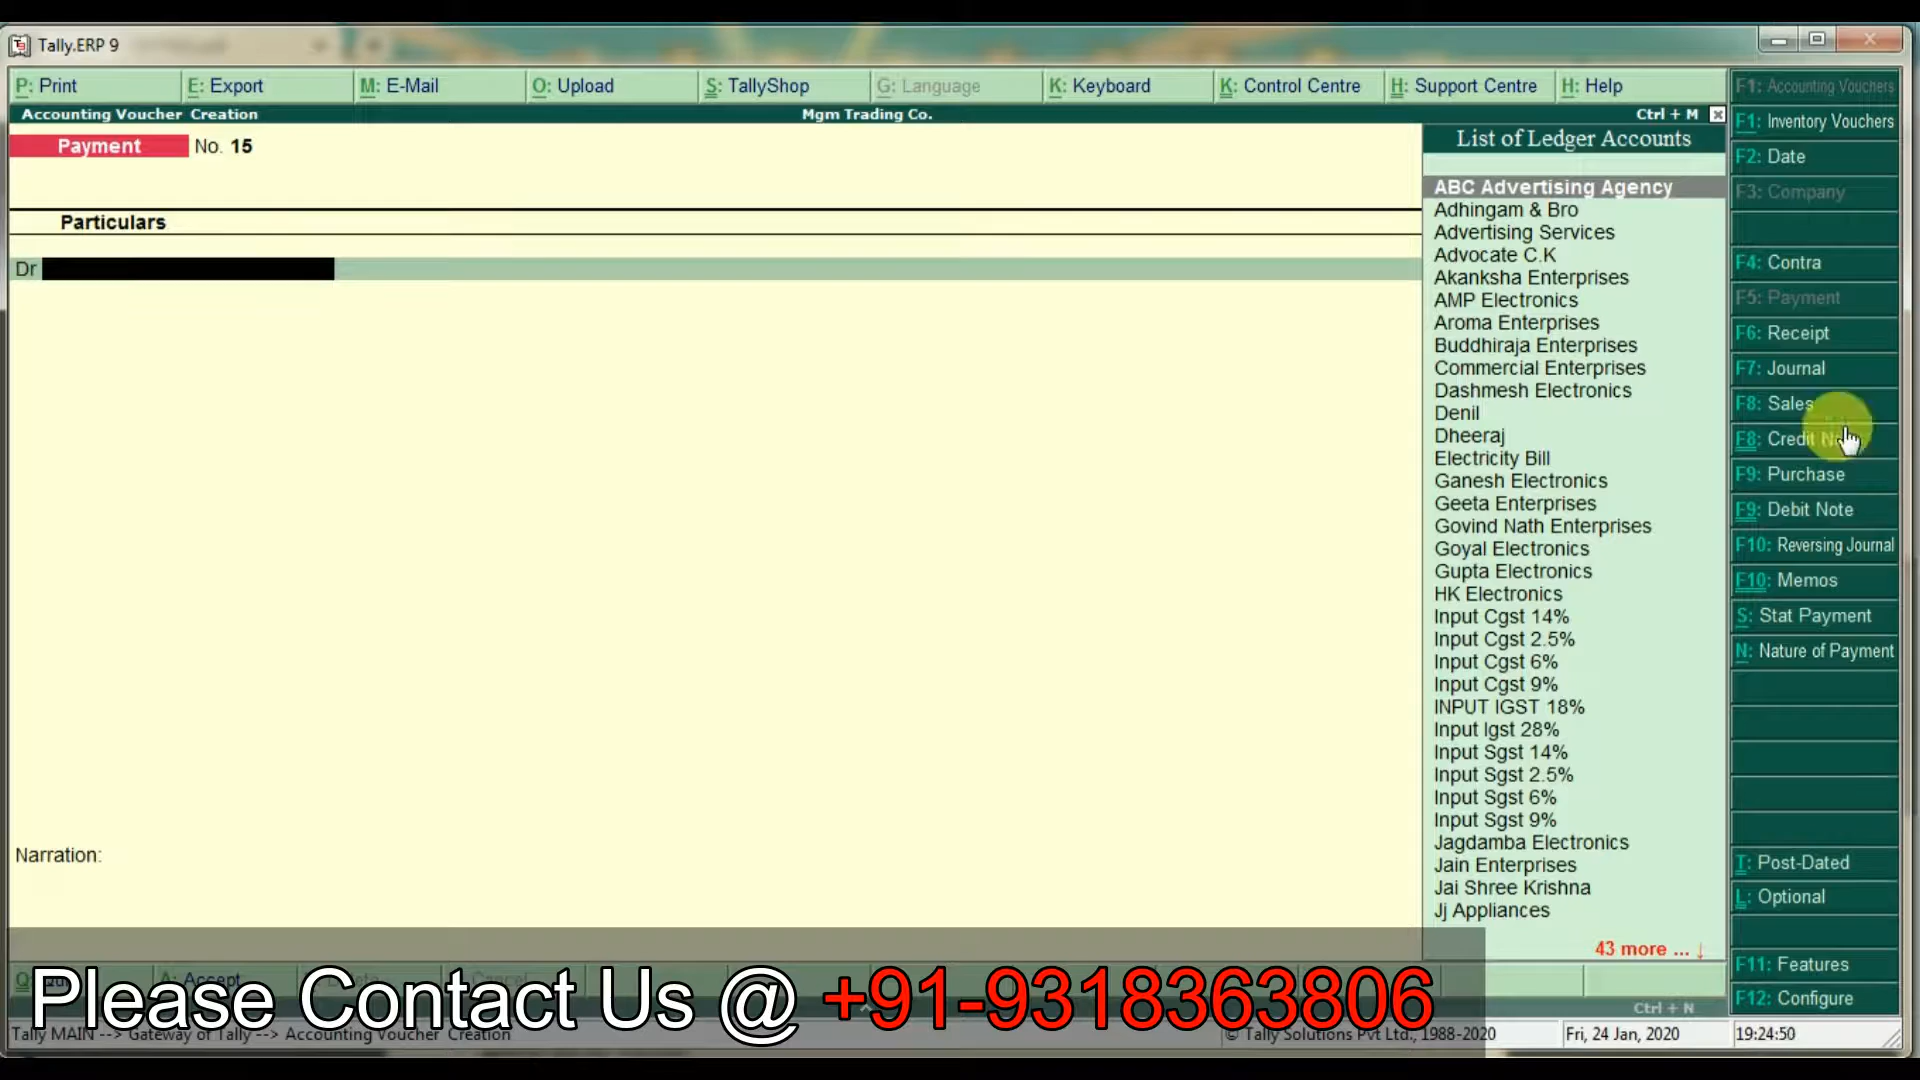 Tally.ERP 9
P: Print
E: Export
M: E-Mail
O: Upload
S: TallyShop
G: Language
K: Keyboard
K: Control Centre
H: Support Centre
H: Help
Accounting Voucher Creation
Mgm Trading Co.
Ctrl + M
Payment
No. 15
Particulars
Dr
Narration:
List of Ledger Accounts
ABC Advertising Agency
Adhingam & Bro
Advertising Services
Advocate C.K
Akanksha Enterprises
AMP Electronics
Aroma Enterprises
Buddhiraja Enterprises
Commercial Enterprises
Dashmesh Electronics
Denil
Dheeraj
Electricity Bill
Ganesh Electronics
Geeta Enterprises
Govind Nath Enterprises
Goyal Electronics
Gupta Electronics
HK Electronics
Input Cgst 14%
Input Cgst 2.5%
Input Cgst 6%
Input Cgst 9%
INPUT IGST 18%
Input Igst 28%
Input Sgst 14%
Input Sgst 2.5%
Input Sgst 6%
Input Sgst 9%
Jagdamba Electronics
Jain Enterprises
Jai Shree Krishna
Jj Appliances
43 more ... ↓
F1: Accounting Vouchers
F1: Inventory Vouchers
F2: Date
F3: Company
F4: Contra
F5: Payment
F6: Receipt
F7: Journal
F8: Sales
F8: Credit
F9: Purchase
F9: Debit Note
F10: Reversing Journal
F10: Memos
S: Stat Payment
N: Nature of Payment
T: Post-Dated
L: Optional
F11: Features
F12: Configure
A: Accept
Please Contact Us @ +91-9318363806
Ctrl + N
Tally MAIN --> Gateway of Tally --> Accounting Voucher Creation
© Tally Solutions Pvt Ltd., 1988-2020
Fri, 24 Jan, 2020
19:24:50